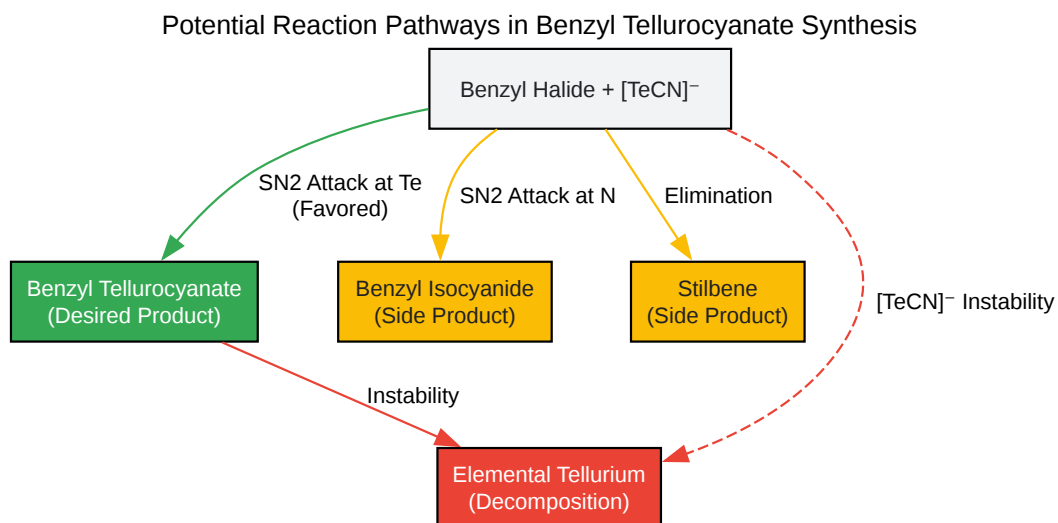 Potential Reaction Pathways in Benzyl Tellurocyanate Synthesis
Benzyl Halide + [TeCN]⁻
SN2 Attack at Te
(Favored)
SN2 Attack at N
Elimination
Benzyl Tellurocyanate
(Desired Product)
Benzyl Isocyanide
(Side Product)
Stilbene
(Side Product)
[TeCN]⁻ Instability
Instability
Elemental Tellurium
(Decomposition)